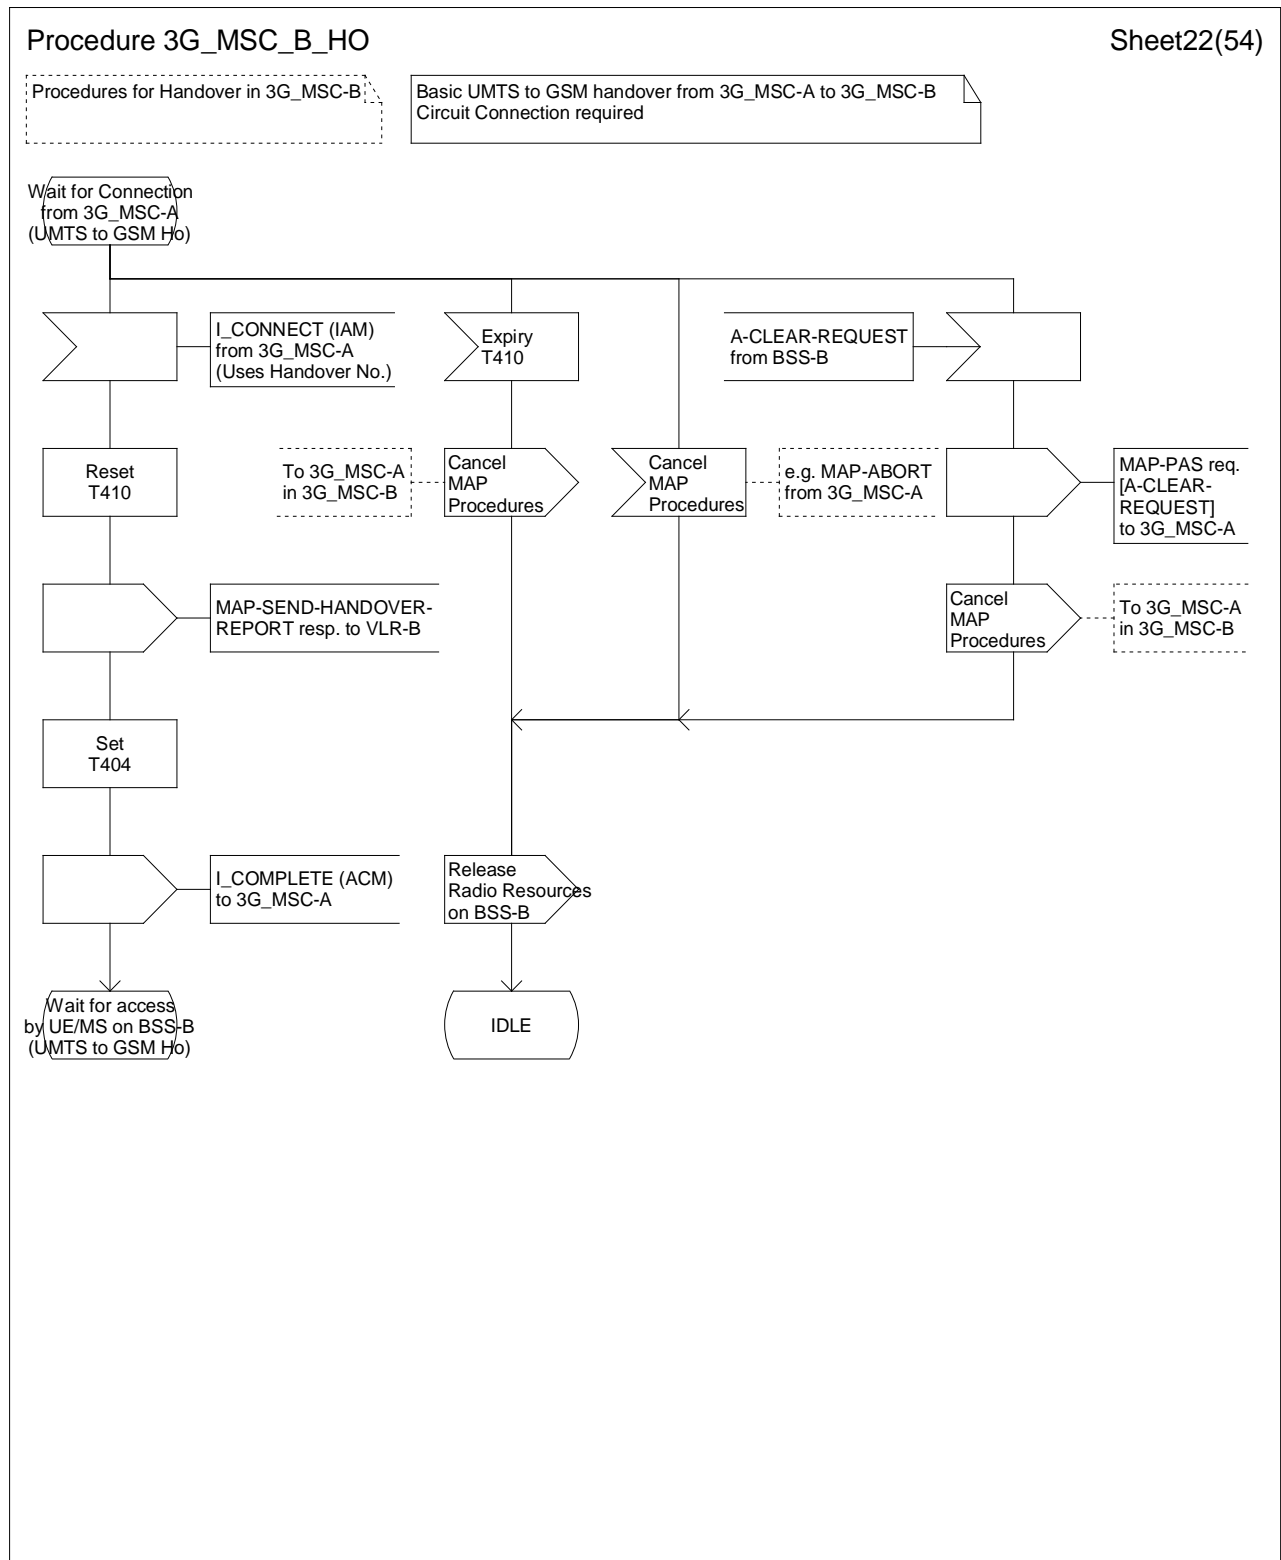 Procedure 3G_MSC_B_HO
Sheet22(54)
Procedures for Handover in 3G_MSC-B
Basic UMTS to GSM handover from 3G_MSC-A to 3G_MSC-B
Circuit Connection required
Wait for Connection
from 3G_MSC-A
(UMTS to GSM Ho)
I_CONNECT (IAM)
from 3G_MSC-A
(Uses Handover No.)
Expiry
T410
A-CLEAR-REQUEST
from BSS-B
Reset
T410
To 3G_MSC-A
in 3G_MSC-B
Cancel
MAP
Procedures
Cancel
MAP
Procedures
e.g. MAP-ABORT
from 3G_MSC-A
MAP-PAS req.
[A-CLEAR-
REQUEST]
to 3G_MSC-A
MAP-SEND-HANDOVER-
REPORT resp. to VLR-B
Cancel
MAP
Procedures
To 3G_MSC-A
in 3G_MSC-B
Set
T404
I_COMPLETE (ACM)
to 3G_MSC-A
Release
Radio Resources
on BSS-B
Wait for access
by UE/MS on BSS-B
(UMTS to GSM Ho)
IDLE